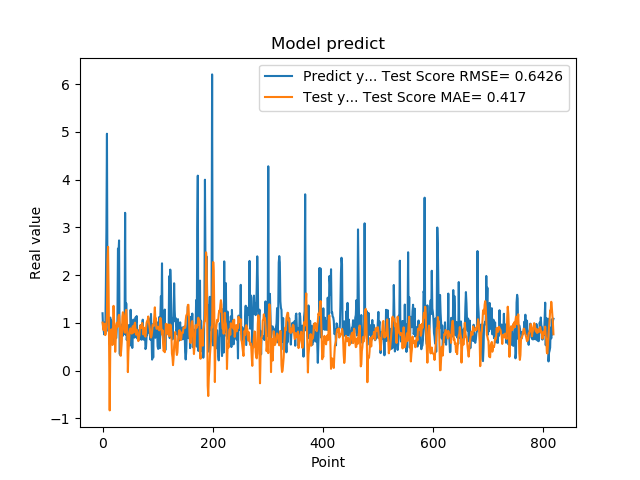 Model predict
Predict y... Test Score RMSE= 0.6426
Test y... Test Score MAE= 0.417
Real value
6
5
4
3
2
1
0
−1
0 200 400 600 800
Point